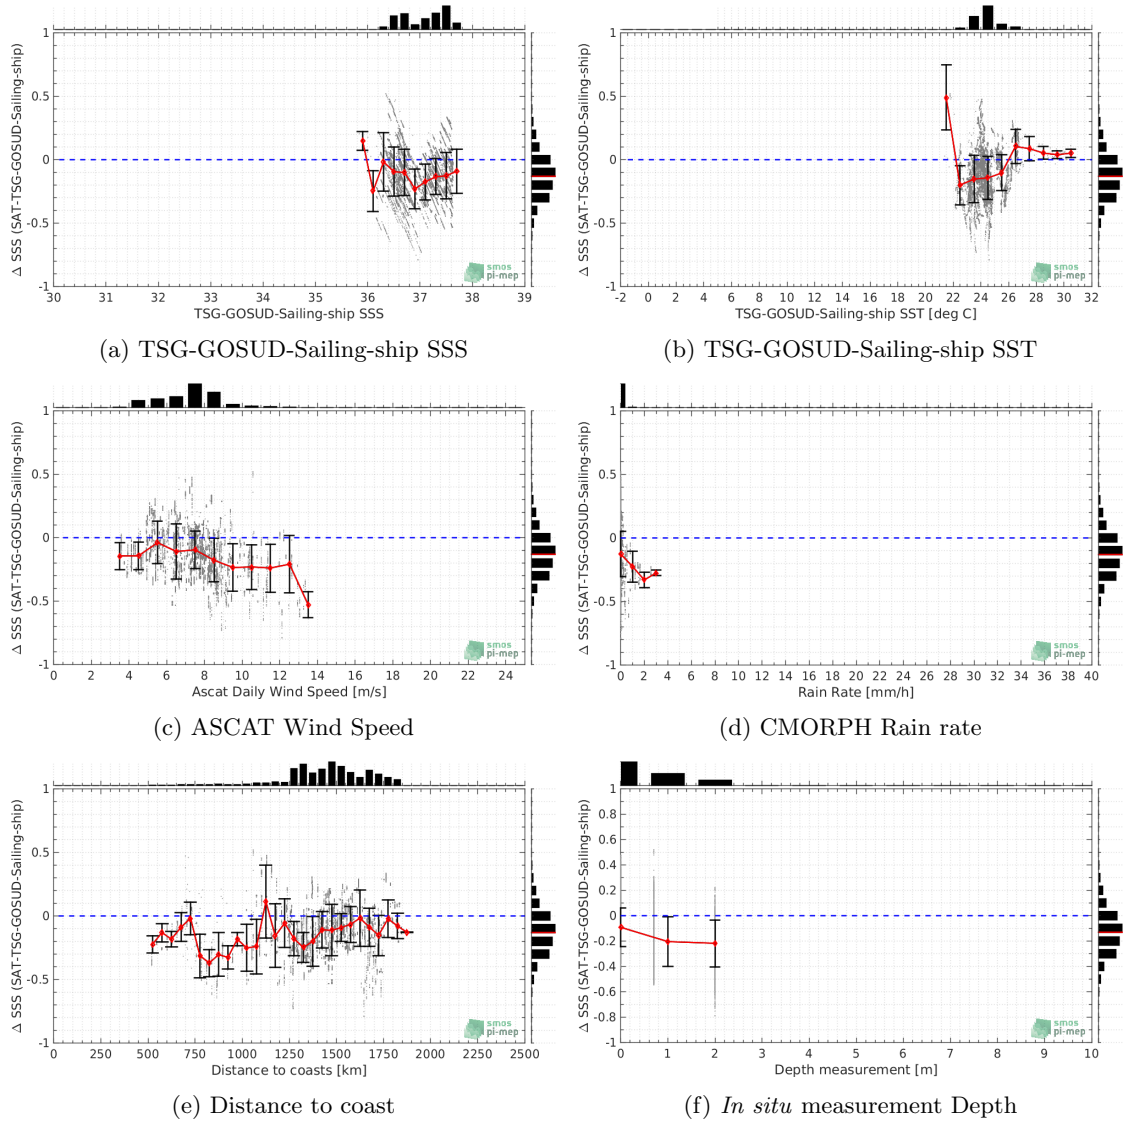 1
0.5
0
-0.5
-1
Δ SSS (SAT-TSG-GOSUD-Sailing-ship)
smos
pi-mep
30 31 32 33 34 35 36 37 38 39
TSG-GOSUD-Sailing-ship SSS
(a) TSG-GOSUD-Sailing-ship SSS
1
0.5
0
-0.5
-1
Δ SSS (SAT-TSG-GOSUD-Sailing-ship)
smos
pi-mep
-2 0 2 4 6 8 10 12 14 16 18 20 22 24 26 28 30 32
TSG-GOSUD-Sailing-ship SST [deg C]
(b) TSG-GOSUD-Sailing-ship SST
1
0.5
0
-0.5
-1
Δ SSS (SAT-TSG-GOSUD-Sailing-ship)
smos
pi-mep
0 2 4 6 8 10 12 14 16 18 20 22 24
Ascat Daily Wind Speed [m/s]
(c) ASCAT Wind Speed
1
0.5
0
-0.5
-1
Δ SSS (SAT-TSG-GOSUD-Sailing-ship)
smos
pi-mep
0 2 4 6 8 10 12 14 16 18 20 22 24 26 28 30 32 34 36 38 40
Rain Rate [mm/h]
(d) CMORPH Rain rate
1
0.5
0
-0.5
-1
Δ SSS (SAT-TSG-GOSUD-Sailing-ship)
smos
pi-mep
0 250 500 750 1000 1250 1500 1750 2000 2250 2500
Distance to coasts [km]
(e) Distance to coast
1
0.8
0.6
0.4
0.2
0
-0.2
-0.4
-0.6
-0.8
-1
Δ SSS (SAT-TSG-GOSUD-Sailing-ship)
smos
pi-mep
0 1 2 3 4 5 6 7 8 9 10
Depth measurement [m]
(f) In situ measurement Depth